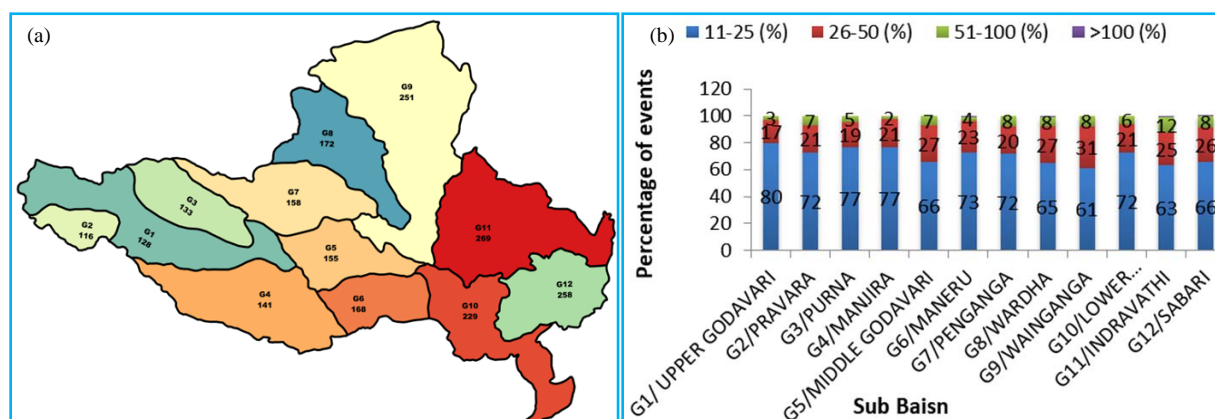 (a)
G9
251
G8
172
G3
133
G7
158
G2
116
G1
128
G11
269
G5
155
G12
258
G4
141
G6
168
G10
229
(b)
11-25 (%) 26-50 (%) 51-100 (%) >100 (%)
Percentage of events
120
100
80
60
40
20
0
3 7 5 2 7 4 8 8 8 6 12 8
17 21 19 21 27 23 20 27 31 21 25 26
80 72 77 77 66 73 72 65 61 72 63 66
G1/ UPPER GODAVARI
G2/PRAVARA
G3/PURNA
G4/MANJIRA
G5/MIDDLE GODAVARI
G6/MANERU
G7/PENGANGA
G8/WARDHA
G9/WAINGANGA
G10/LOWER...
G11/INDRAVATHI
G12/SABARI
Sub Baisn